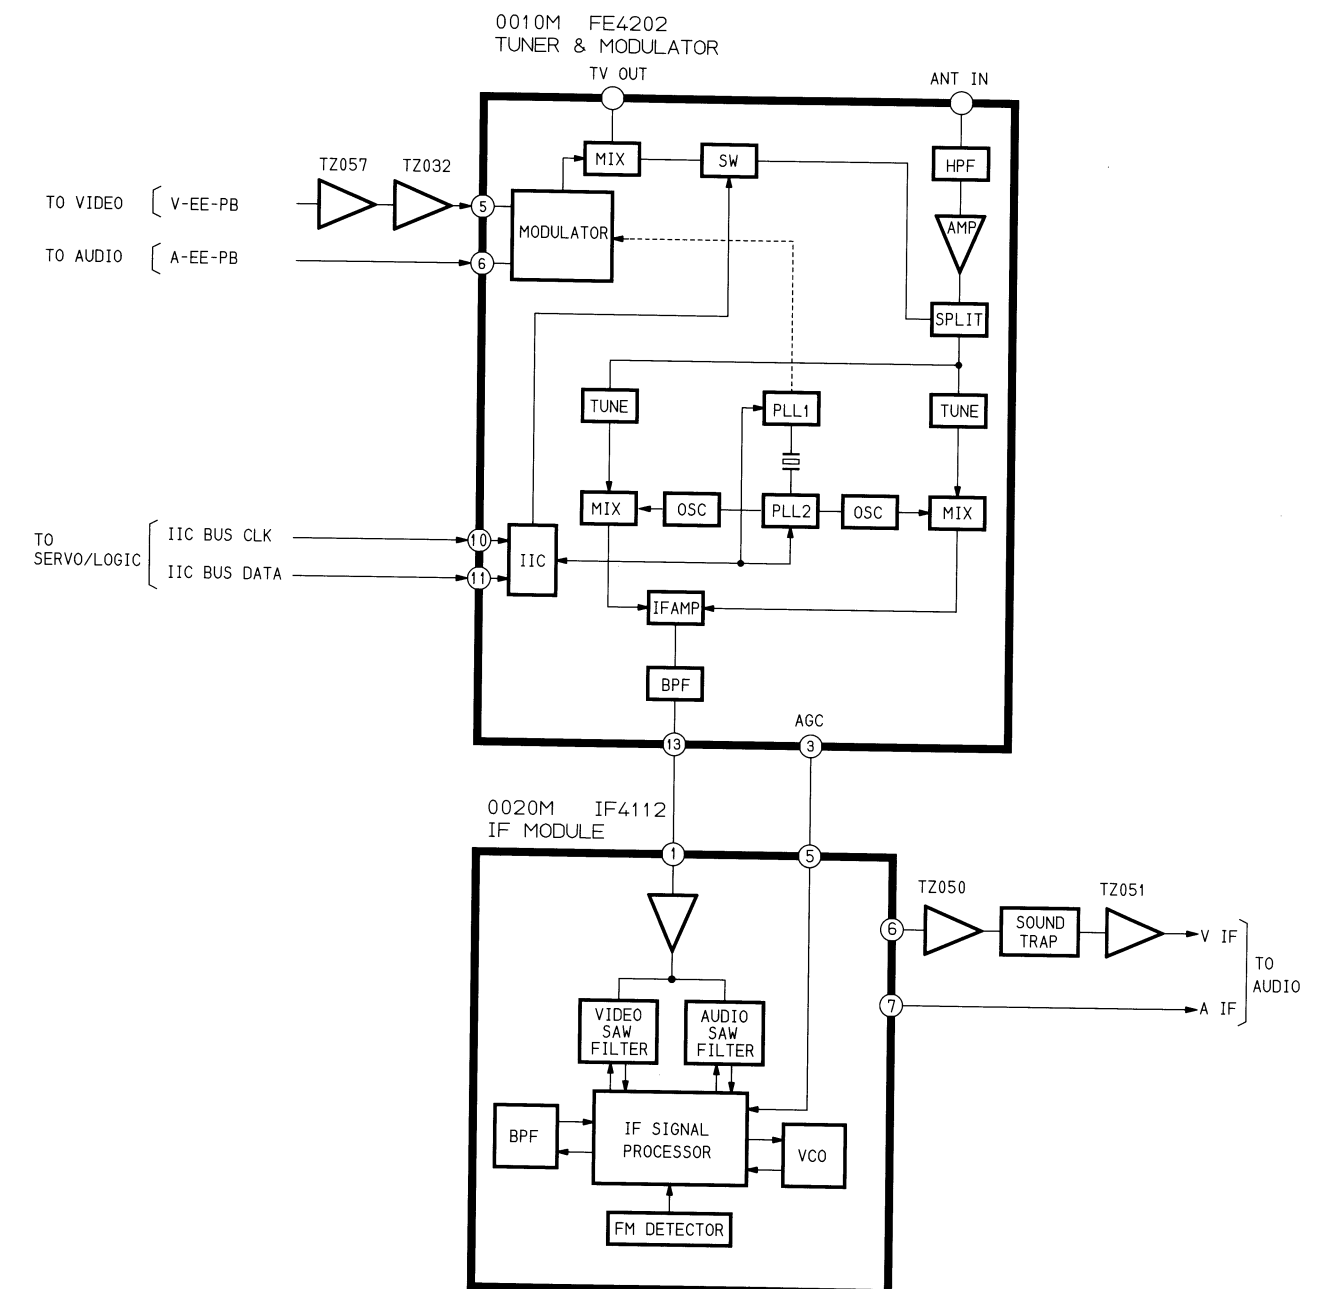 0010M FE4202
TUNER & MODULATOR
TV OUT
ANT IN
MIX
SW
HPF
TZ057
TZ032
TO VIDEO
V-EE-PB
5
MODULATOR
AMP
TO AUDIO
A-EE-PB
6
SPLIT
TUNE
PLL1
TUNE
MIX
OSC
PLL2
OSC
MIX
TO
SERVO/LOGIC
IIC BUS CLK
10
IIC BUS DATA
11
IIC
IFAMP
BPF
AGC
13
3
0020M IF4112
IF MODULE
1
5
TZ050
TZ051
6
SOUND
TRAP
V IF
TO
AUDIO
7
A IF
VIDEO
SAW
FILTER
AUDIO
SAW
FILTER
BPF
IF SIGNAL
PROCESSOR
VCO
FM DETECTOR